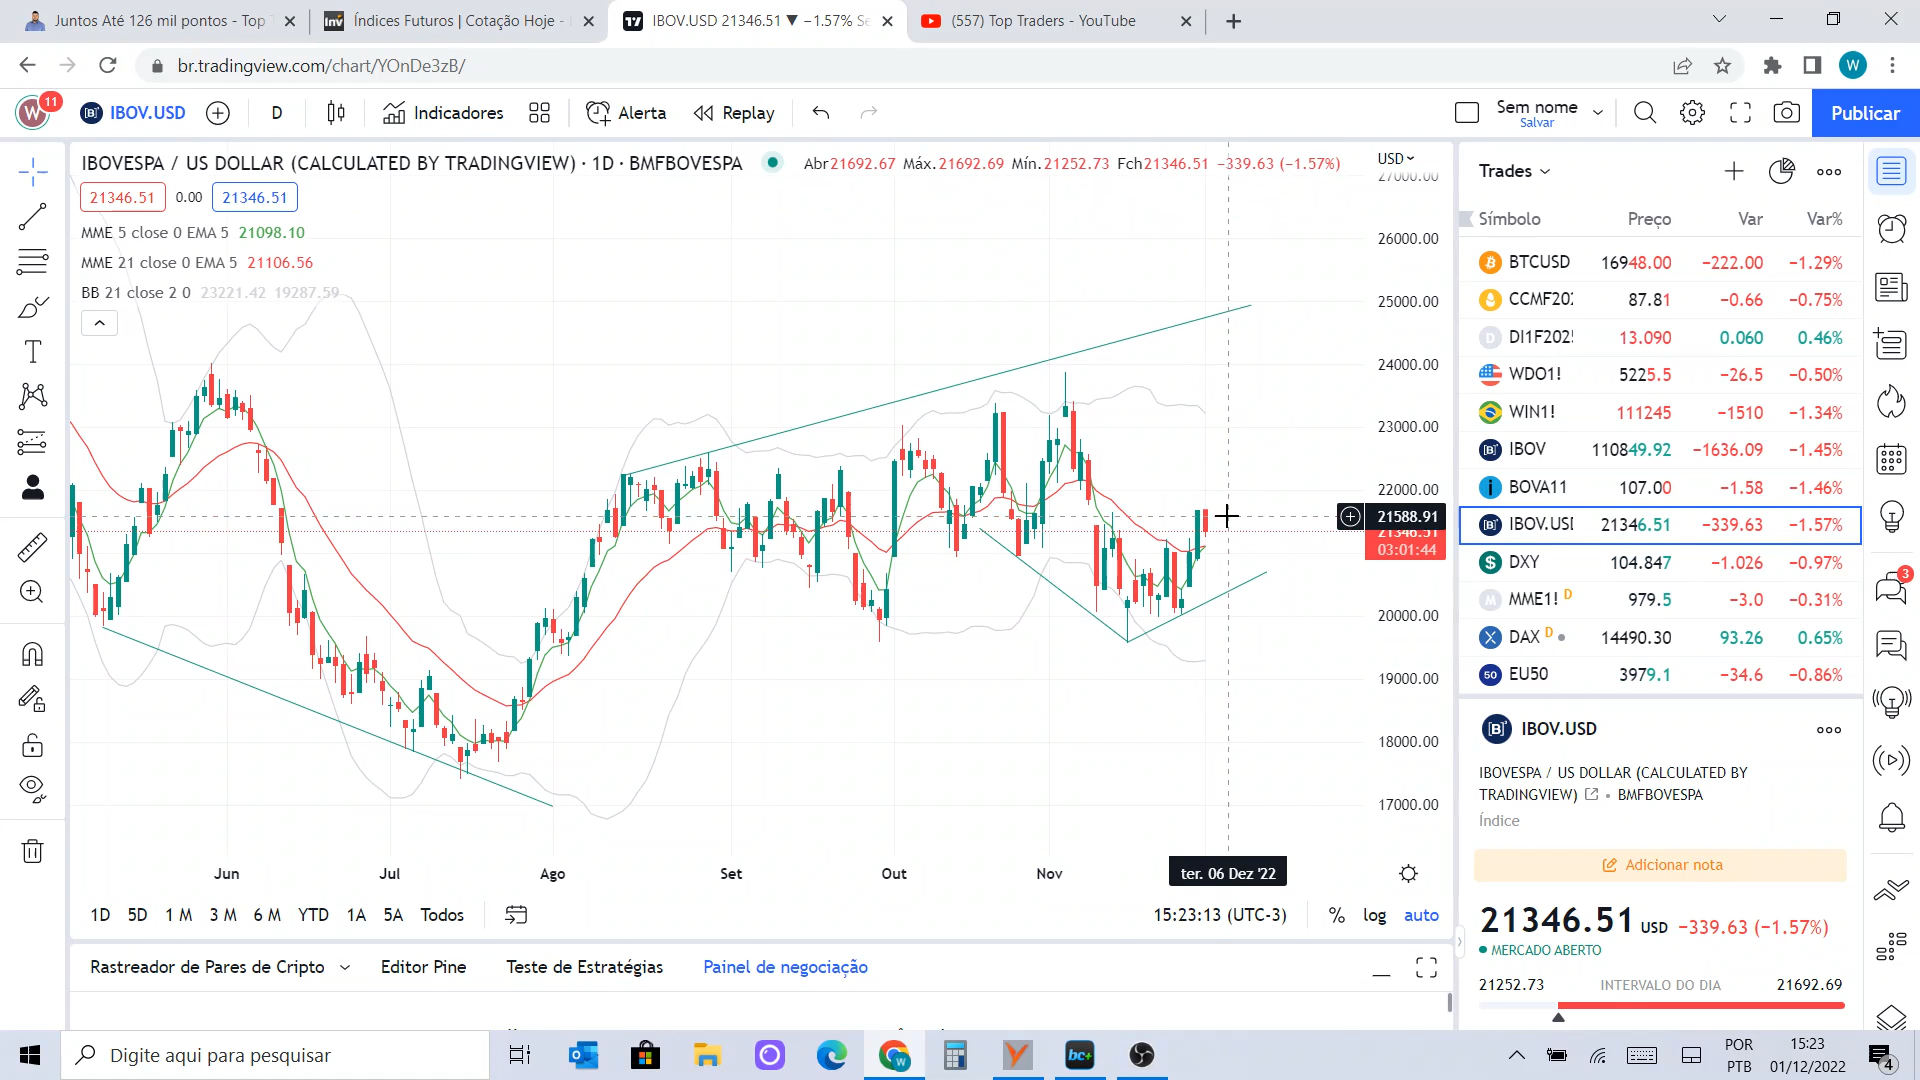 Juntos Até 126 mil pontos - Top T
Índices Futuros | Cotação Hoje -
IBOV.USD 21346.51 ▼ −1.57% Se
(557) Top Traders - YouTube
br.tradingview.com/chart/YOnDe3zB/
W
W
11
IBOV.USD
D
Indicadores
Alerta
Replay
Sem nome
Salvar
Publicar
IBOVESPA / US DOLLAR (CALCULATED BY TRADINGVIEW) · 1D · BMFBOVESPA
Abr21692.67 Máx.21692.69 Mín.21252.73 Fch21346.51 −339.63 (−1.57%)
21346.51 0.00 21346.51
MME 5 close 0 EMA 5 21098.10
MME 21 close 0 EMA 5 21106.56
BB 21 close 2 0 23221.42 19287.59
USD
27000.00
26000.00
25000.00
24000.00
23000.00
22000.00
21588.91
21346.51
03:01:44
20000.00
19000.00
18000.00
17000.00
Jun Jul Ago Set Out Nov
ter. 06 Dez '22
1D 5D 1 M 3 M 6 M YTD 1A 5A Todos
15:23:13 (UTC-3) % log auto
Rastreador de Pares de Cripto Editor Pine Teste de Estratégias Painel de negociação
Trades
Símbolo Preço Var Var%
BTCUSD 16948.00 −222.00 −1.29%
CCMF202 87.81 −0.66 −0.75%
DI1F202 13.090 0.060 0.46%
WDO1! 5225.5 −26.5 −0.50%
WIN1! 111245 −1510 −1.34%
IBOV 110849.92 −1636.09 −1.45%
BOVA11 107.00 −1.58 −1.46%
IBOV.USD 21346.51 −339.63 −1.57%
DXY 104.847 −1.026 −0.97%
MME1! D 979.5 −3.0 −0.31%
DAX D 14490.30 93.26 0.65%
EU50 3979.1 −34.6 −0.86%
3
IBOV.USD
IBOVESPA / US DOLLAR (CALCULATED BY
TRADINGVIEW) • BMFBOVESPA
Índice
Adicionar nota
21346.51 USD −339.63 (−1.57%)
MERCADO ABERTO
21252.73 INTERVALO DO DIA 21692.69
Digite aqui para pesquisar
bc+
POR
PTB
15:23
01/12/2022
4